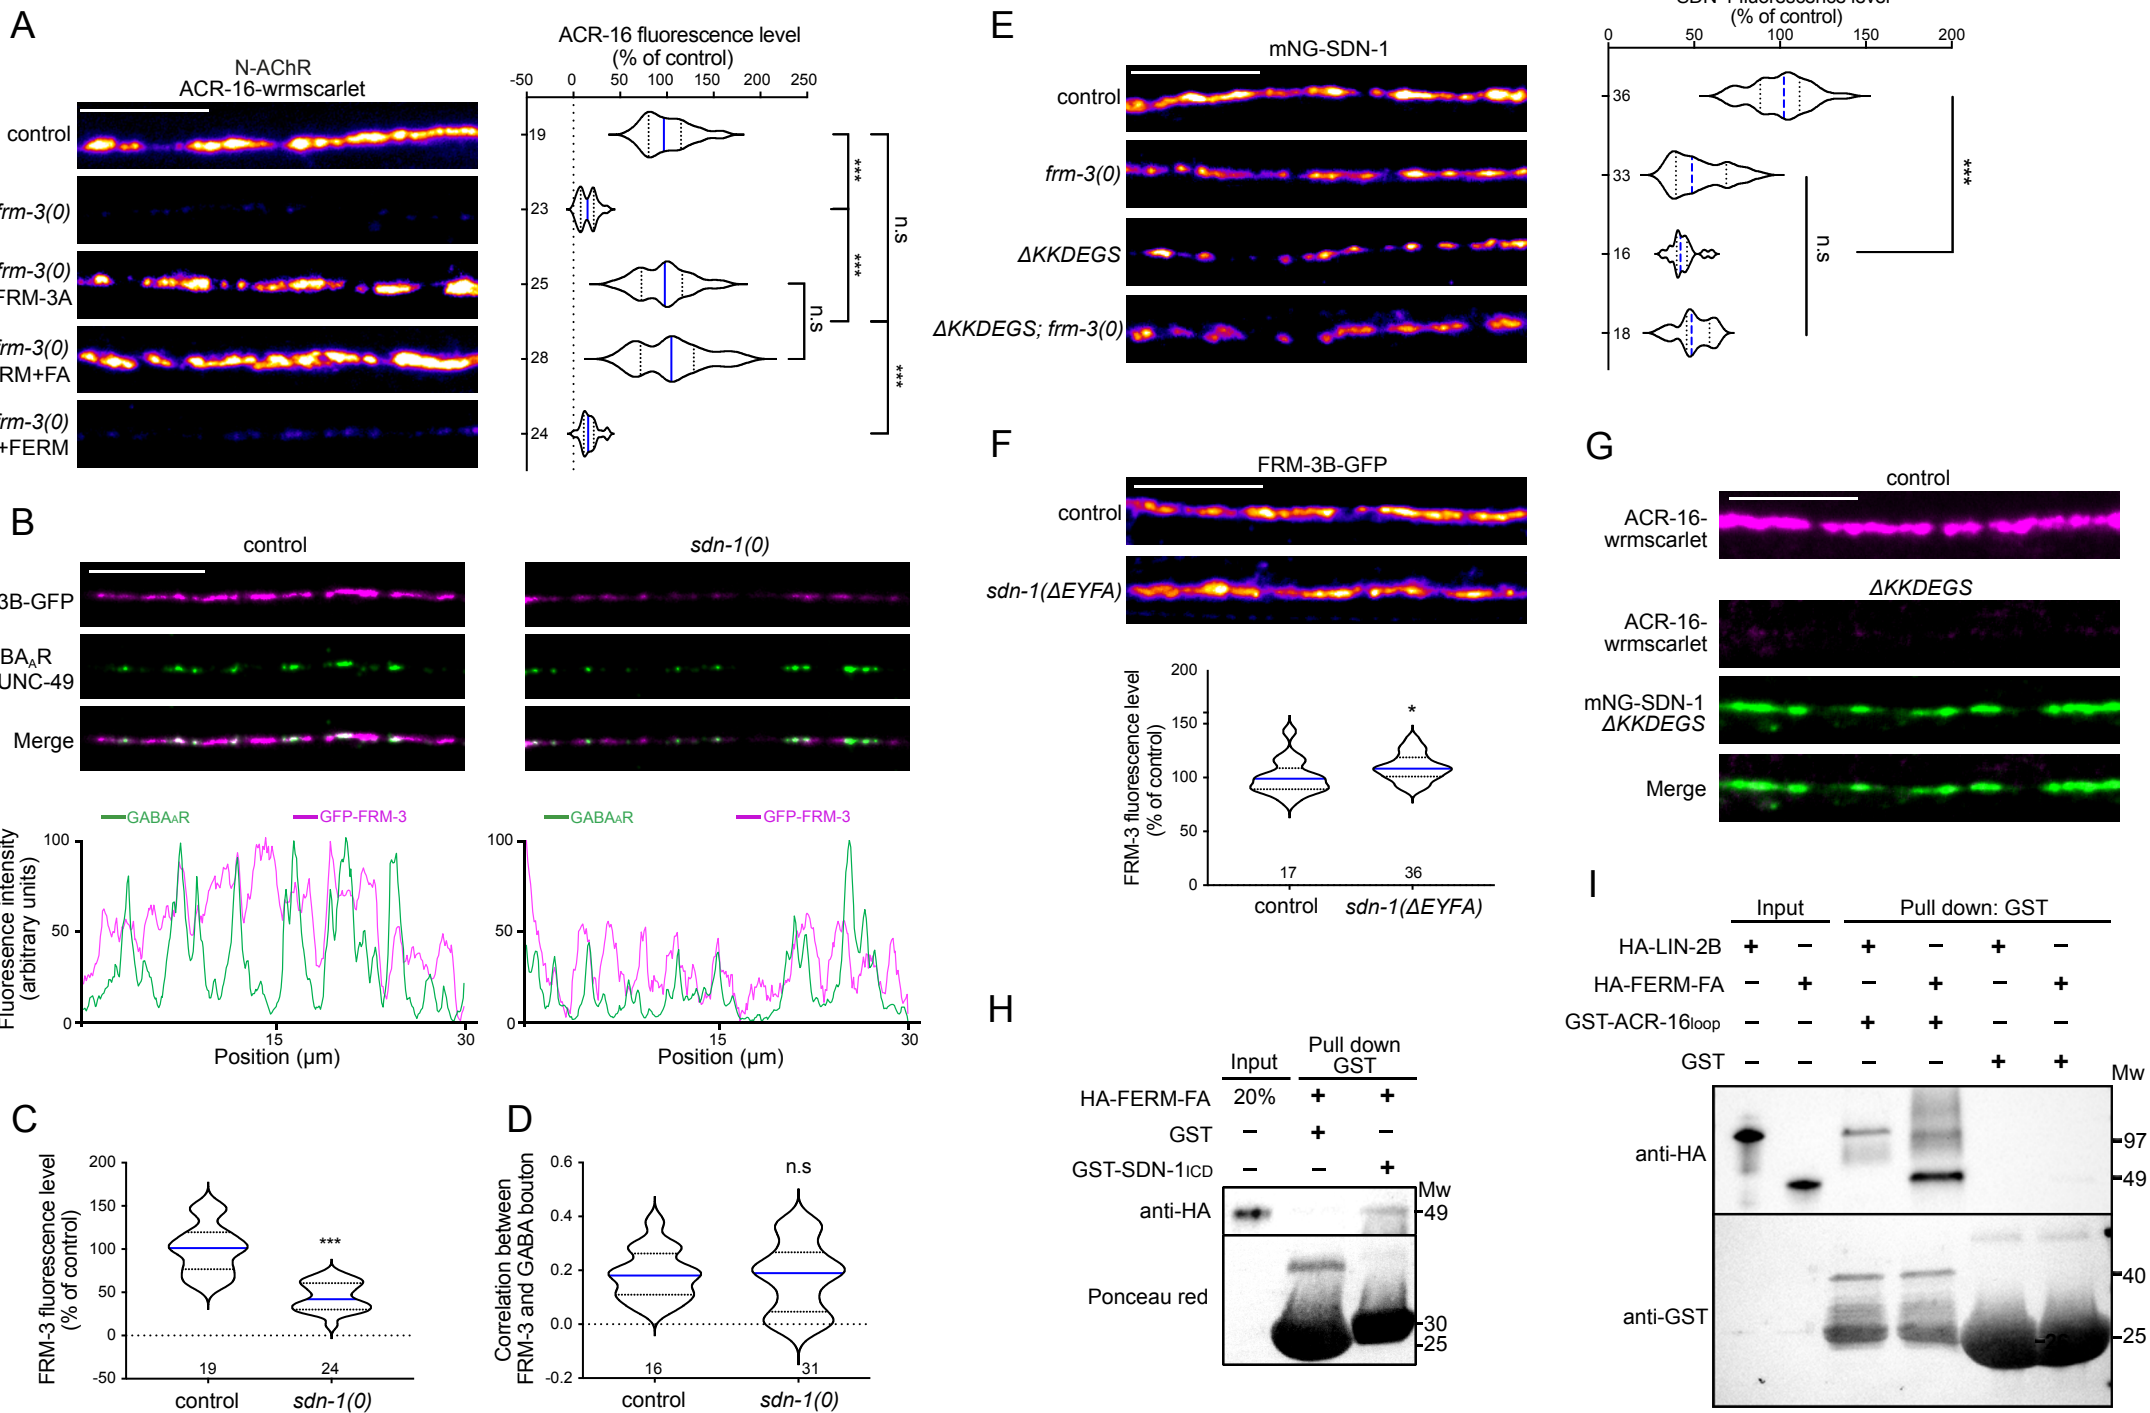 A
N-AChR
ACR-16-wrmscarlet
control
frm-3(0)
frm-3(0)
FRM-3A
frm-3(0)
RM+FA
frm-3(0)
+FERM
ACR-16 fluorescence level
(% of control)
-50 0 50 100 150 200 250
19
23
25
28
24
***
***
n.s
n.s
***
B
control
sdn-1(0)
3B-GFP
BAAR
UNC-49
Merge
GABAAR GFP-FRM-3
GABAAR GFP-FRM-3
Fluorescence intensity
(arbitrary units)
100
50
0
15 30
Position (µm)
100
50
0
15 30
Position (µm)
C
FRM-3 fluorescence level
(% of control)
200
150
100
50
0
-50
***
19 24
control sdn-1(0)
D
Correlation between
FRM-3 and GABA bouton
0.6
0.4
0.2
0.0
-0.2
n.s
16 31
control sdn-1(0)
E
mNG-SDN-1
control
frm-3(0)
ΔKKDEGS
ΔKKDEGS; frm-3(0)
(% of control)
0 50 100 150 200
36
33
16
18
n.s
***
F
FRM-3B-GFP
control
sdn-1(ΔEYFA)
FRM-3 fluorescence level
(% of control)
200
150
100
50
0
*
17 36
control sdn-1(ΔEYFA)
G
control
ACR-16-
wrmscarlet
ΔKKDEGS
ACR-16-
wrmscarlet
mNG-SDN-1
ΔKKDEGS
Merge
H
Input Pull down
GST
HA-FERM-FA 20% + +
GST – + –
GST-SDN-1ICD – – +
Mw
anti-HA
49
Ponceau red
30
25
I
Input Pull down: GST
HA-LIN-2B + – + – + –
HA-FERM-FA – + – + – +
GST-ACR-16loop – – + + – –
GST – – – – + +
Mw
anti-HA
97
49
anti-GST
40
25